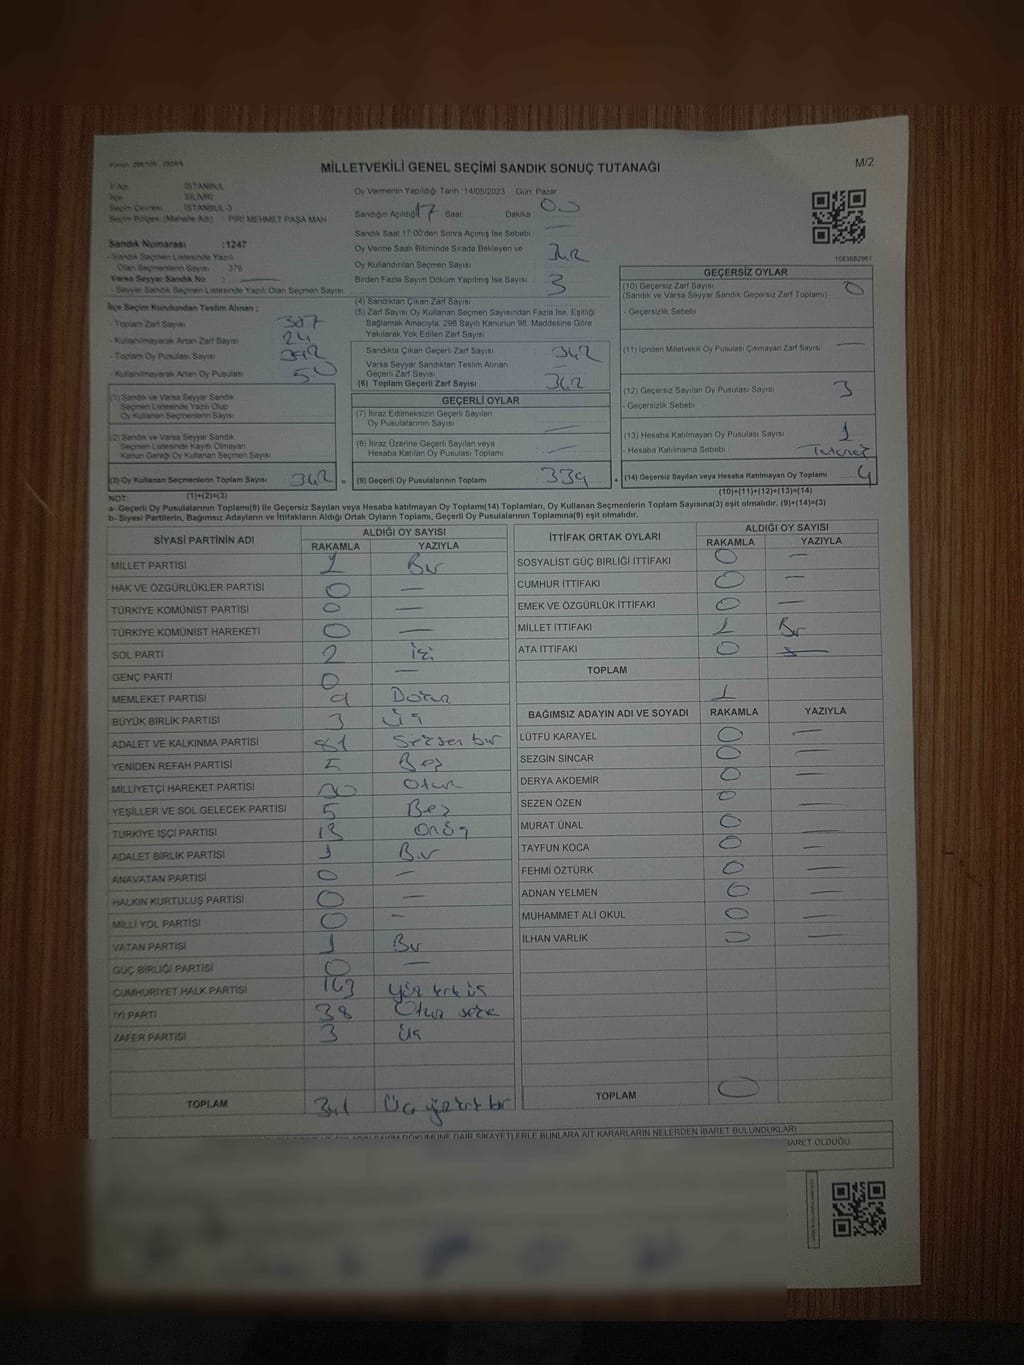 MİLLETVEKİLİ GENEL SEÇİMİ SANDIK SONUÇ TUTANAĞI
M/2
İl Adı : İSTANBUL
İlçe : SİLİVRİ
Seçim Çevresi : İSTANBUL-3
Seçim Bölgesi (Mahalle Adı) : PİRİ MEHMET PAŞA MAH
Sandık Numarası : 1247
- Sandık Seçmen Listesinde Yazılı
Olan Seçmenlerin Sayısı : 379
Varsa Seyyar Sandık No :
- Seyyar Sandık Listesinde Yazılı Olan Seçmen Sayısı:
Oy Vermenin Yapıldığı Tarih : 14/05/2023 Gün: Pazar
Sandığın Açıldığı 17 Saat Dakika : 00
Sandık Saat 17:00'den Sonra Açılmış İse Sebebi : —
Oy Verme Saati Bitiminde Sırada Bekleyen ve
Oy Kullandırılan Seçmen Sayısı
342
Birden Fazla Sayım Döküm Yapılmış İse Sayısı : 3
1083682961
İlçe Seçim Kurulundan Teslim Alınan :
- Toplam Zarf Sayısı
- Kullanılmayarak Artan Zarf Sayısı : 24
- Toplam Oy Pusulası Sayısı : 392
- Kullanılmayarak Artan Oy Pusulası : 50
(1) Sandık ve Varsa Seyyar Sandık
Seçmen Listesinde Yazılı Olup
Oy Kullanan Seçmenlerin Sayısı
(2) Sandık ve Varsa Seyyar Sandık
Seçmen Listesinde Kayıtlı Olmayan
Kanun Gereği Oy Kullanan Seçmen Sayısı
(3) Oy Kullanan Seçmenlerin Toplam Sayısı 342 =
(1)+(2)=(3)
(4) Sandıktan Çıkan Zarf Sayısı
(5) Zarf Sayısı Oy Kullanan Seçmen Sayısından Fazla İse, Eşitliği
Sağlamak Amacıyla, 298 Sayılı Kanunun 98. Maddesine Göre
Yakılarak Yok Edilen Zarf Sayısı
Sandıkta Çıkan Geçerli Zarf Sayısı 342
Varsa Seyyar Sandıktan Teslim Alınan
Geçerli Zarf Sayısı —
(6) Toplam Geçerli Zarf Sayısı 342
GEÇERLİ OYLAR
(7) İtiraz Edilmeksizin Geçerli Sayılan
Oy Pusulalarının Sayısı —
(8) İtiraz Üzerine Geçerli Sayılan veya
Hesaba Katılan Oy Pusulası Toplamı —
(9) Geçerli Oy Pusulalarının Toplamı 339 +
GEÇERSİZ OYLAR
(10) Geçersiz Zarf Sayısı 0
(Sandık ve Varsa Seyyar Sandık Geçersiz Zarf Toplamı)
- Geçersizlik Sebebi
(11) İçinden Milletvekili Oy Pusulası Çıkmayan Zarf Sayısı —
(12) Geçersiz Sayılan Oy Pusulası Sayısı 3
- Geçersizlik Sebebi
(13) Hesaba Katılmayan Oy Pusulası Sayısı 1
- Hesaba Katılmama Sebebi
(14) Geçersiz Sayılan veya Hesaba Katılmayan Oy Toplamı 4
(10)+(11)+(12)+(13)=(14)
NOT:
a- Geçerli Oy Pusulalarının Toplamı(9) ile Geçersiz Sayılan veya Hesaba katılmayan Oy Toplamı(14) Toplamları, Oy Kullanan Seçmenlerin Toplam Sayısına(3) eşit olmalıdır. (9)+(14)=(3)
b- Siyasi Partilerin, Bağımsız Adayların ve İttifakların Aldığı Ortak Oyların Toplamı, Geçerli Oy Pusulalarının Toplamına(9) eşit olmalıdır.
SİYASİ PARTİNİN ADI ALDIĞI OY SAYISI
RAKAMLA YAZIYLA
MİLLET PARTİSİ 1 Bir
HAK VE ÖZGÜRLÜKLER PARTİSİ 0 —
TÜRKİYE KOMÜNİST PARTİSİ 0 —
TÜRKİYE KOMÜNİST HAREKETİ 0 —
SOL PARTİ 2 iki
GENÇ PARTİ 0 —
MEMLEKET PARTİSİ 9 Dokuz
BÜYÜK BİRLİK PARTİSİ 3 Üç
ADALET VE KALKINMA PARTİSİ 81 Seksen bir
YENİDEN REFAH PARTİSİ 5 Beş
MİLLİYETÇİ HAREKET PARTİSİ 30 Otuz
YEŞİLLER VE SOL GELECEK PARTİSİ 5 Beş
TÜRKİYE İŞÇİ PARTİSİ 13 Onüç
ADALET BİRLİK PARTİSİ 1 Bir
ANAVATAN PARTİSİ 0 —
HALKIN KURTULUŞ PARTİSİ 0 —
MİLLİ YOL PARTİSİ 0 —
VATAN PARTİSİ 1 Bir
GÜÇ BİRLİĞİ PARTİSİ 0 —
CUMHURİYET HALK PARTİSİ 163
İYİ PARTİ 38 Otuz sekiz
ZAFER PARTİSİ 3 Üç
TOPLAM 341 Üç yüz kırk bir
İTTİFAK ORTAK OYLARI ALDIĞI OY SAYISI
RAKAMLA YAZIYLA
SOSYALİST GÜÇ BİRLİĞİ İTTİFAKI 0 —
CUMHUR İTTİFAKI 0 —
EMEK VE ÖZGÜRLÜK İTTİFAKI 0 —
MİLLET İTTİFAKI 1 Bir
ATA İTTİFAKI 0 —
TOPLAM
1
BAĞIMSIZ ADAYIN ADI VE SOYADI RAKAMLA YAZIYLA
LÜTFÜ KARAYEL 0 —
SEZGİN SİNCAR 0 —
DERYA AKDEMİR 0 —
SEZEN ÖZEN 0
MURAT ÜNAL 0 —
TAYFUN KOCA 0 —
FEHMİ ÖZTÜRK 0 —
ADNAN YELMEN 0 —
MUHAMMET ALİ OKUL 0 —
İLHAN VARLIK 0 —
TOPLAM 0
SAYIM DÖKÜMÜNE DAİR ŞİKAYETLERLE BUNLARA AİT KARARLARIN NELERDEN İBARET BULUNDUKLARI
İBARET OLDUĞU